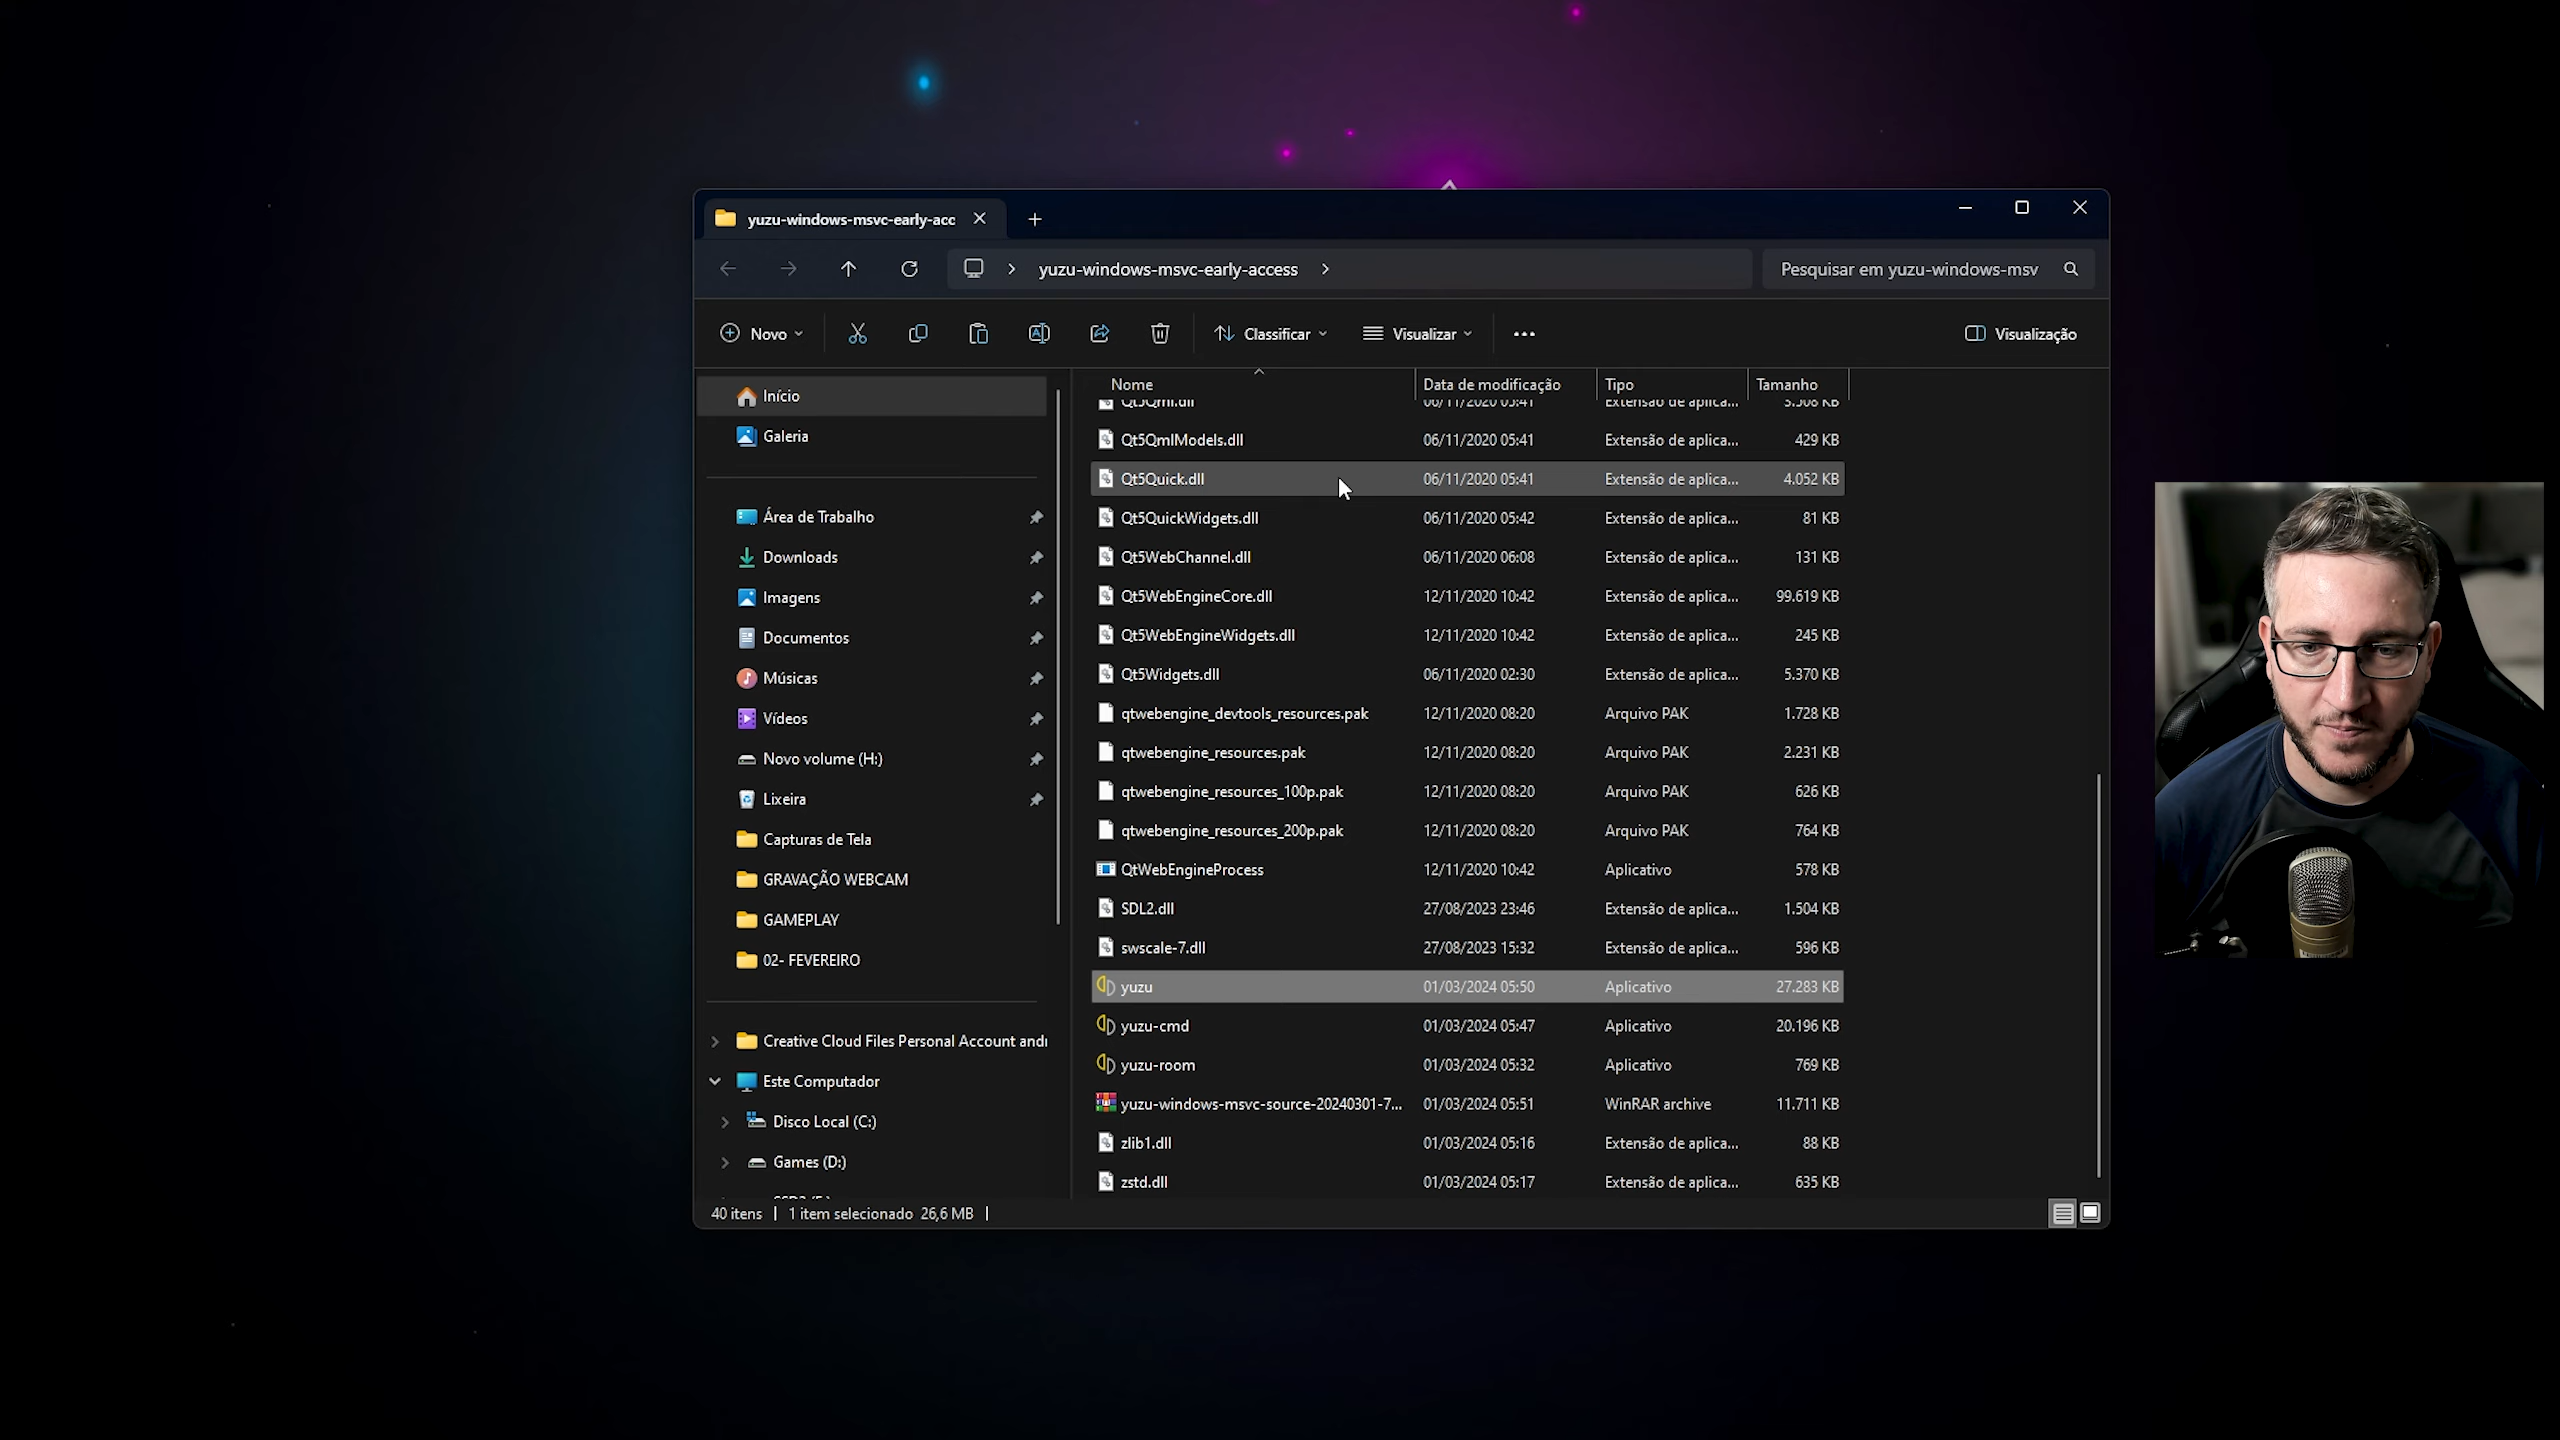 yuzu-windows-msvc-early-acc
yuzu-windows-msvc-early-access
Pesquisar em yuzu-windows-msv
Novo
Classificar
Visualizar
Visualização
Início
Galeria
Área de Trabalho
Downloads
Imagens
Documentos
Músicas
Vídeos
Novo volume (H:)
Lixeira
Capturas de Tela
GRAVAÇÃO WEBCAM
GAMEPLAY
02- FEVEREIRO
Creative Cloud Files Personal Account andr
Este Computador
Disco Local (C:)
Games (D:)
Nome Data de modificação Tipo Tamanho
Qt5Qml.dll 06/11/2020 05:41 Extensão de aplica... 3.508 KB
Qt5QmlModels.dll 06/11/2020 05:41 Extensão de aplica... 429 KB
Qt5Quick.dll 06/11/2020 05:41 Extensão de aplica... 4.052 KB
Qt5QuickWidgets.dll 06/11/2020 05:42 Extensão de aplica... 81 KB
Qt5WebChannel.dll 06/11/2020 06:08 Extensão de aplica... 131 KB
Qt5WebEngineCore.dll 12/11/2020 10:42 Extensão de aplica... 99.619 KB
Qt5WebEngineWidgets.dll 12/11/2020 10:42 Extensão de aplica... 245 KB
Qt5Widgets.dll 06/11/2020 02:30 Extensão de aplica... 5.370 KB
qtwebengine_devtools_resources.pak 12/11/2020 08:20 Arquivo PAK 1.728 KB
qtwebengine_resources.pak 12/11/2020 08:20 Arquivo PAK 2.231 KB
qtwebengine_resources_100p.pak 12/11/2020 08:20 Arquivo PAK 626 KB
qtwebengine_resources_200p.pak 12/11/2020 08:20 Arquivo PAK 764 KB
QtWebEngineProcess 12/11/2020 10:42 Aplicativo 578 KB
SDL2.dll 27/08/2023 23:46 Extensão de aplica... 1.504 KB
swscale-7.dll 27/08/2023 15:32 Extensão de aplica... 596 KB
yuzu 01/03/2024 05:50 Aplicativo 27.283 KB
yuzu-cmd 01/03/2024 05:47 Aplicativo 20.196 KB
yuzu-room 01/03/2024 05:32 Aplicativo 769 KB
yuzu-windows-msvc-source-20240301-7... 01/03/2024 05:51 WinRAR archive 11.711 KB
zlib1.dll 01/03/2024 05:16 Extensão de aplica... 88 KB
zstd.dll 01/03/2024 05:17 Extensão de aplica... 635 KB
40 itens 1 item selecionado 26,6 MB